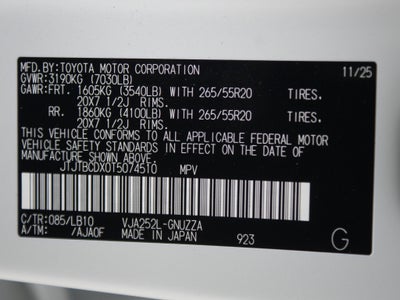 MFD.BY:TOYOTA MOTOR CORPORATION 11/25
GVWR:3190KG (7030LB)
GAWR:FRT. 1605KG (3540LB) WITH 265/55R20 TIRES.
20X7 1/2J RIMS.
RR. 1860KG (4100LB) WITH 265/55R20 TIRES.
20X7 1/2J RIMS.
THIS VEHICLE CONFORMS TO ALL APPLICABLE FEDERAL MOTOR
VEHICLE SAFETY STANDARDS IN EFFECT ON THE DATE OF
MANUFACTURE SHOWN ABOVE.
JTJTBCDX0T5074510 MPV
C/TR:085/LB10 VJA252L-GNUZZA
A/TM: /AJA0F MADE IN JAPAN 923 G